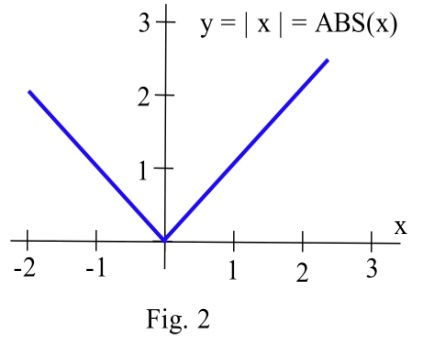 3
y = | x | = ABS(x)
2
1
x
-2 -1 1 2 3
Fig. 2